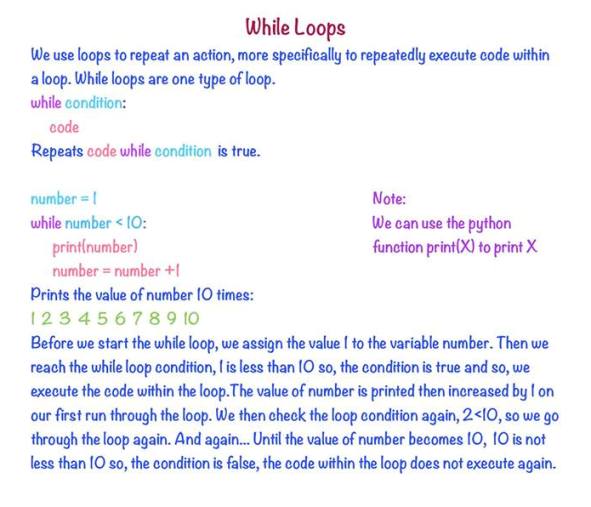 While Loops
We use loops to repeat an action, more specifically to repeatedly execute code within
a loop. While loops are one type of loop.
while condition:
code
Repeats code while condition is true.
number = 1
while number < 10:
print(number)
number = number +1
Note:
We can use the python
function print(X) to print X
Prints the value of number 10 times:
1 2 3 4 5 6 7 8 9 10
Before we start the while loop, we assign the value 1 to the variable number. Then we
reach the while loop condition, 1 is less than 10 so, the condition is true and so, we
execute the code within the loop.The value of number is printed then increased by 1 on
our first run through the loop. We then check the loop condition again, 2<10, so we go
through the loop again. And again... Until the value of number becomes 10, 10 is not
less than 10 so, the condition is false, the code within the loop does not execute again.